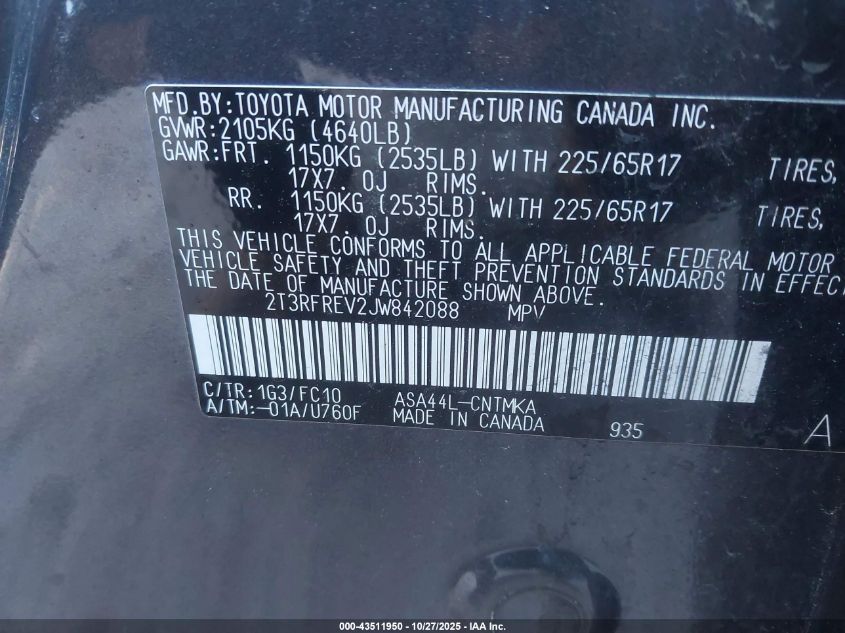 MFD.BY:TOYOTA MOTOR MANUFACTURING CANADA INC.
GVWR:2105KG (4640LB)
GAWR:FRT. 1150KG (2535LB) WITH 225/65R17 TIRES,
17X7. OJ RIMS.
RR. 1150KG (2535LB) WITH 225/65R17 TIRES,
17X7. OJ RIMS.
THIS VEHICLE CONFORMS TO ALL APPLICABLE FEDERAL MOTOR
VEHICLE SAFETY AND THEFT PREVENTION STANDARDS IN EFFECT
THE DATE OF MANUFACTURE SHOWN ABOVE.
2T3RFREV2JW842088 MPV
C/TR:1G3/FC10 ASA44L-CNTMKA
A/TM:-01A/U760F MADE IN CANADA 935 A
000-43511950 • 10/27/2025 • IAA Inc.